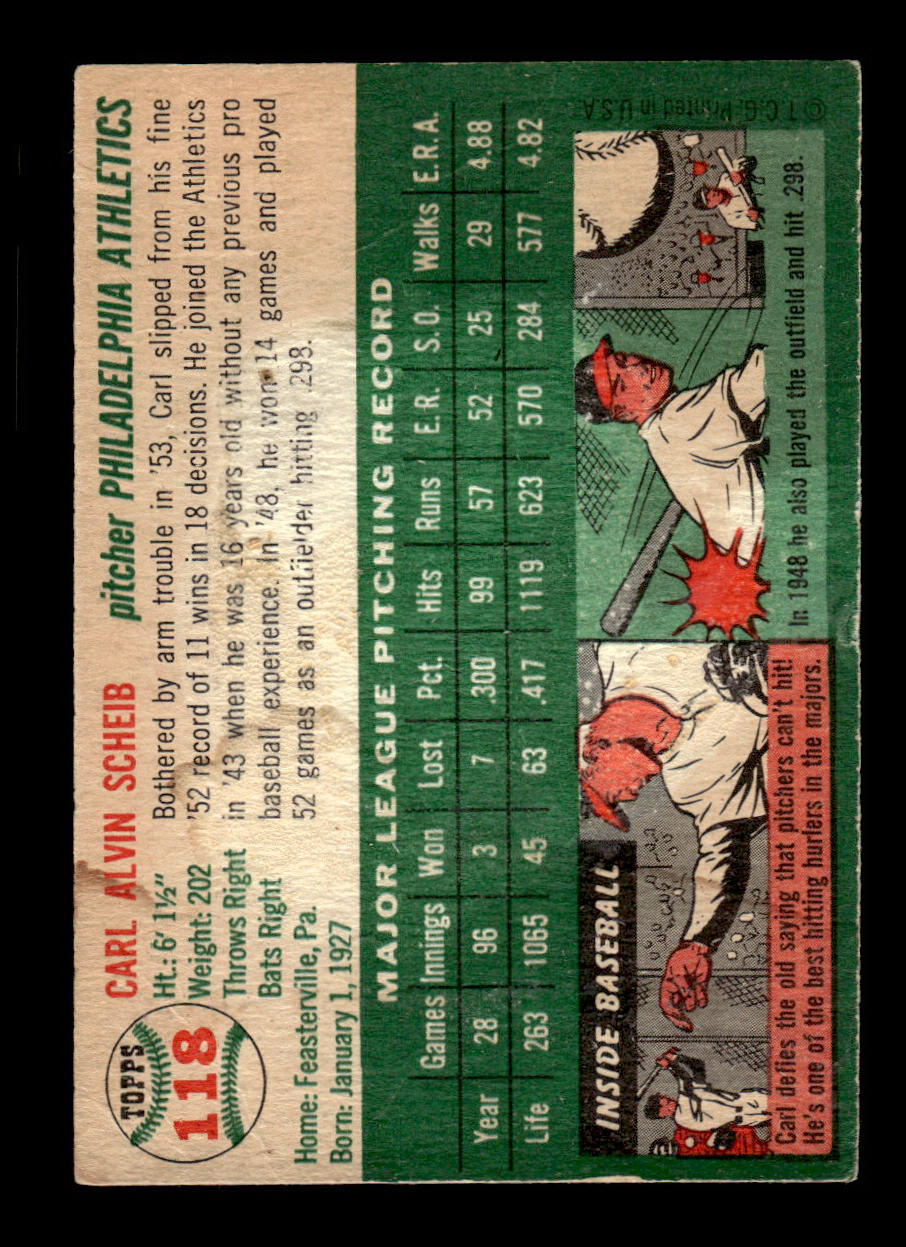 TOPPS
118
CARL ALVIN SCHEIB pitcher PHILADELPHIA ATHLETICS
Ht.: 6' 1½"
Weight: 202
Throws Right
Bats Right
Home: Feasterville, Pa.
Born: January 1, 1927
Bothered by arm trouble in '53, Carl slipped from his fine
'52 record of 11 wins in 18 decisions. He joined the Athletics
in '43 when he was 16 years old without any previous pro
baseball experience. In '48, he won 14 games and played
52 games as an outfielder hitting .298.
MAJOR LEAGUE PITCHING RECORD
Games Innings Won Lost Pct. Hits Runs E.R. S.O. Walks E.R.A.
Year 28 96 3 7 .300 99 57 52 25 29 4.88
Life 263 1065 45 63 .417 1119 623 570 284 577 4.82
INSIDE BASEBALL
Carl defies the old saying that pitchers can't hit!
He's one of the best hitting hurlers in the majors.
In 1948 he also played the outfield and hit .298.
© T.C.G. Printed in U.S.A.